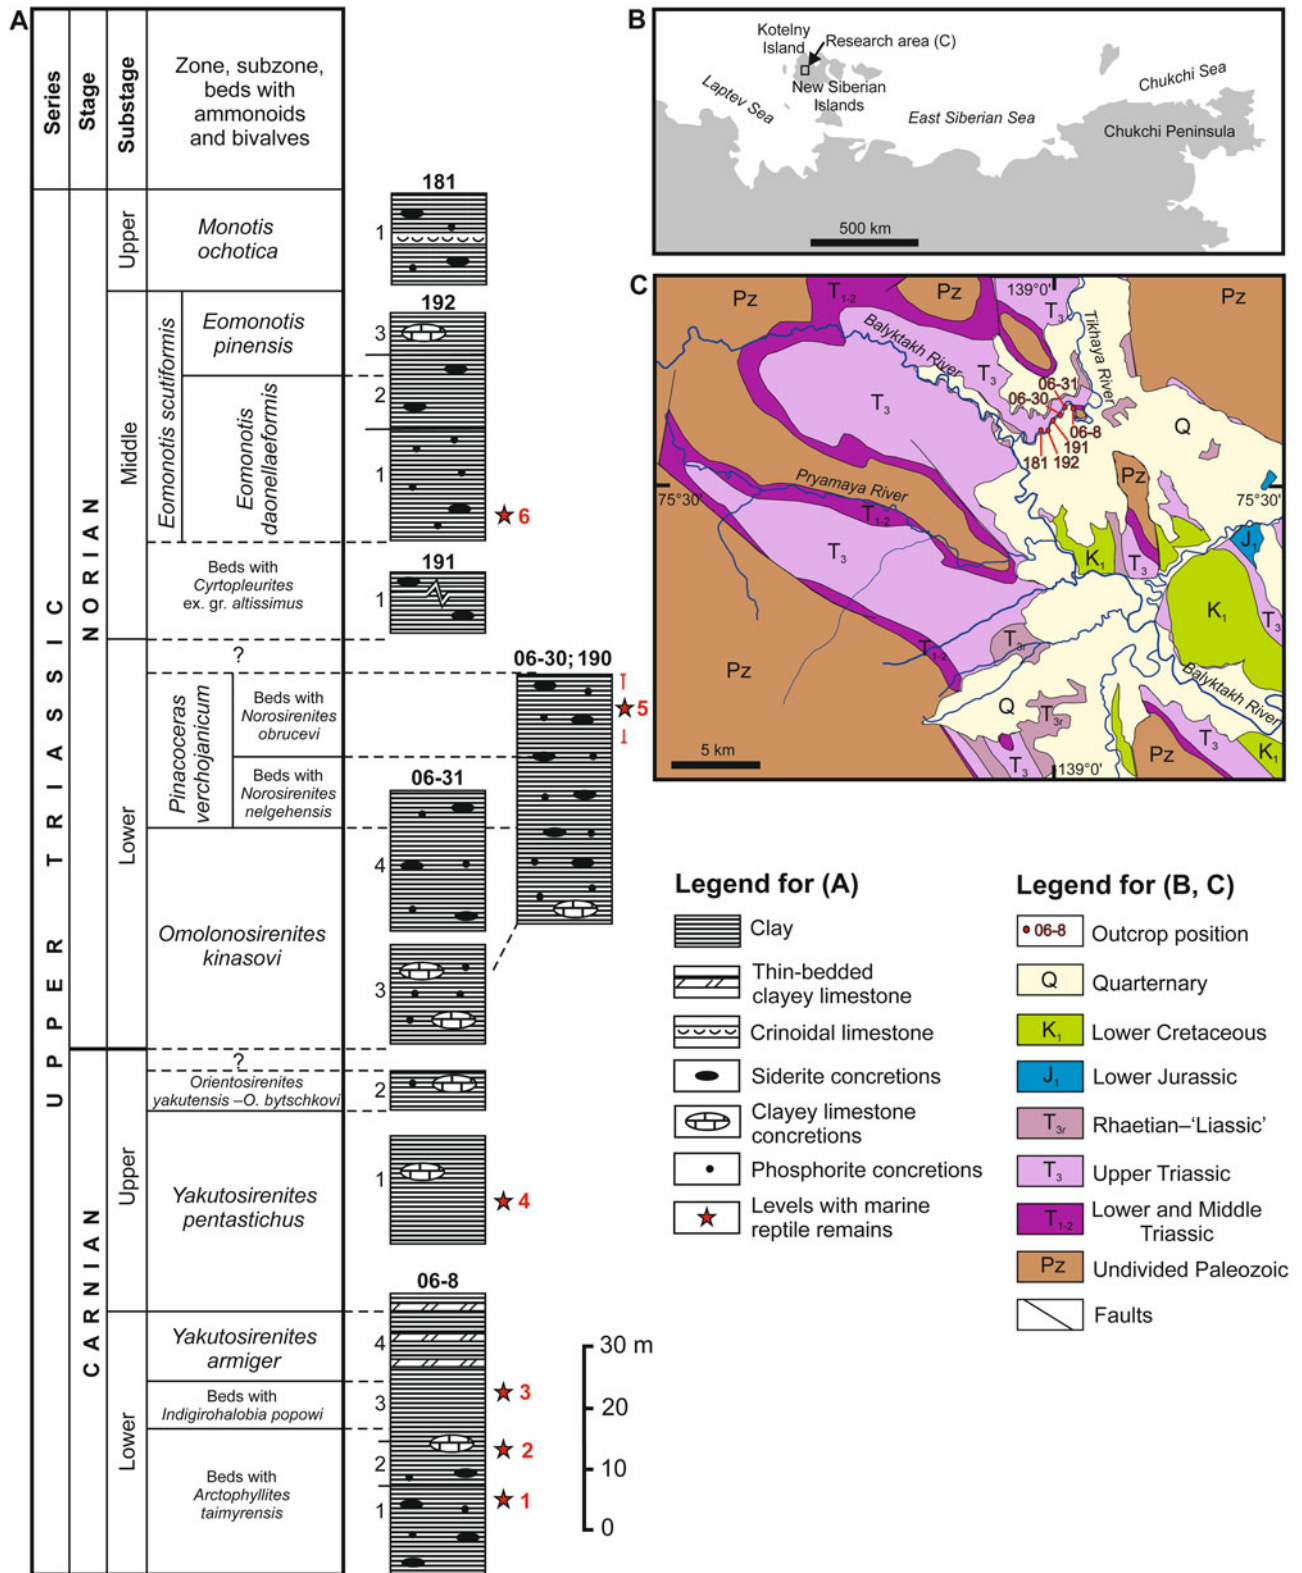 A
Series
Stage
Substage
Zone, subzone,
beds with
ammonoids
and bivalves
UPPER TRIASSIC
NORIAN
CARNIAN
Upper
Middle
Lower
Upper
Lower
Monotis
ochotica
Eomonotis scutiformis
Eomonotis
pinensis
Eomonotis
daonellaeformis
Beds with
Cyrtopleurites
ex. gr. altissimus
?
Pinacoceras
verchojanicum
Beds with
Norosirenites
obrucevi
Beds with
Norosirenites
nelgehensis
Omolonosirenites
kinasovi
?
Orientosirenites
yakutensis –O. bytschkovi
Yakutosirenites
pentastichus
Yakutosirenites
armiger
Beds with
Indigirohalobia popowi
Beds with
Arctophyllites
taimyrensis
181
1
192
3
2
1
6
191
1
06-30; 190
5
06-31
4
3
2
1
4
06-8
4
3
2
1
3
2
1
30 m
20
10
0
B
Kotelny
Island
Research area (C)
New Siberian
Islands
Laptev Sea
East Siberian Sea
Chukchi Sea
Chukchi Peninsula
500 km
C
Pz
T1-2
Pz
139°0'
T3
Pz
Balyktakh River
Tikhaya River
T3
T3
06-31
06-30
06-8
191
192
181
Q
Pz
75°30'
75°30'
Pryamaya River
T1-2
T3
K1
T3
J1
K1
T3
T1-2
T3r
Pz
Q
T3r
Balyktakh River
T3
139°0'
Pz
T3
K1
5 km
Legend for (A)
Clay
Thin-bedded
clayey limestone
Crinoidal limestone
Siderite concretions
Clayey limestone
concretions
Phosphorite concretions
Levels with marine
reptile remains
Legend for (B, C)
06-8 Outcrop position
Q Quarternary
K1 Lower Cretaceous
J1 Lower Jurassic
T3r Rhaetian–‘Liassic’
T3 Upper Triassic
T1-2 Lower and Middle
Triassic
Pz Undivided Paleozoic
Faults